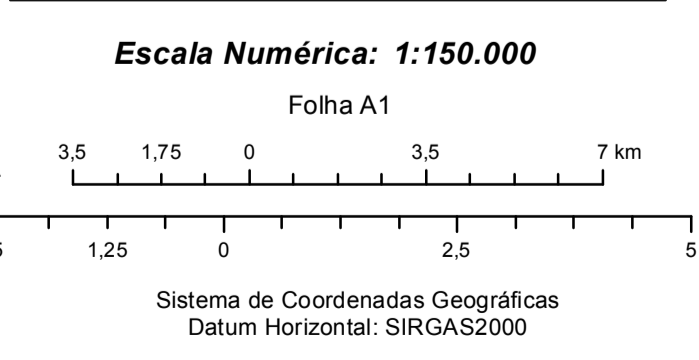 Escala Numérica: 1:150.000
Folha A1
3,5 1,75 0 3,5 7 km
5 1,25 0 2,5 5
Sistema de Coordenadas Geográficas
Datum Horizontal: SIRGAS2000